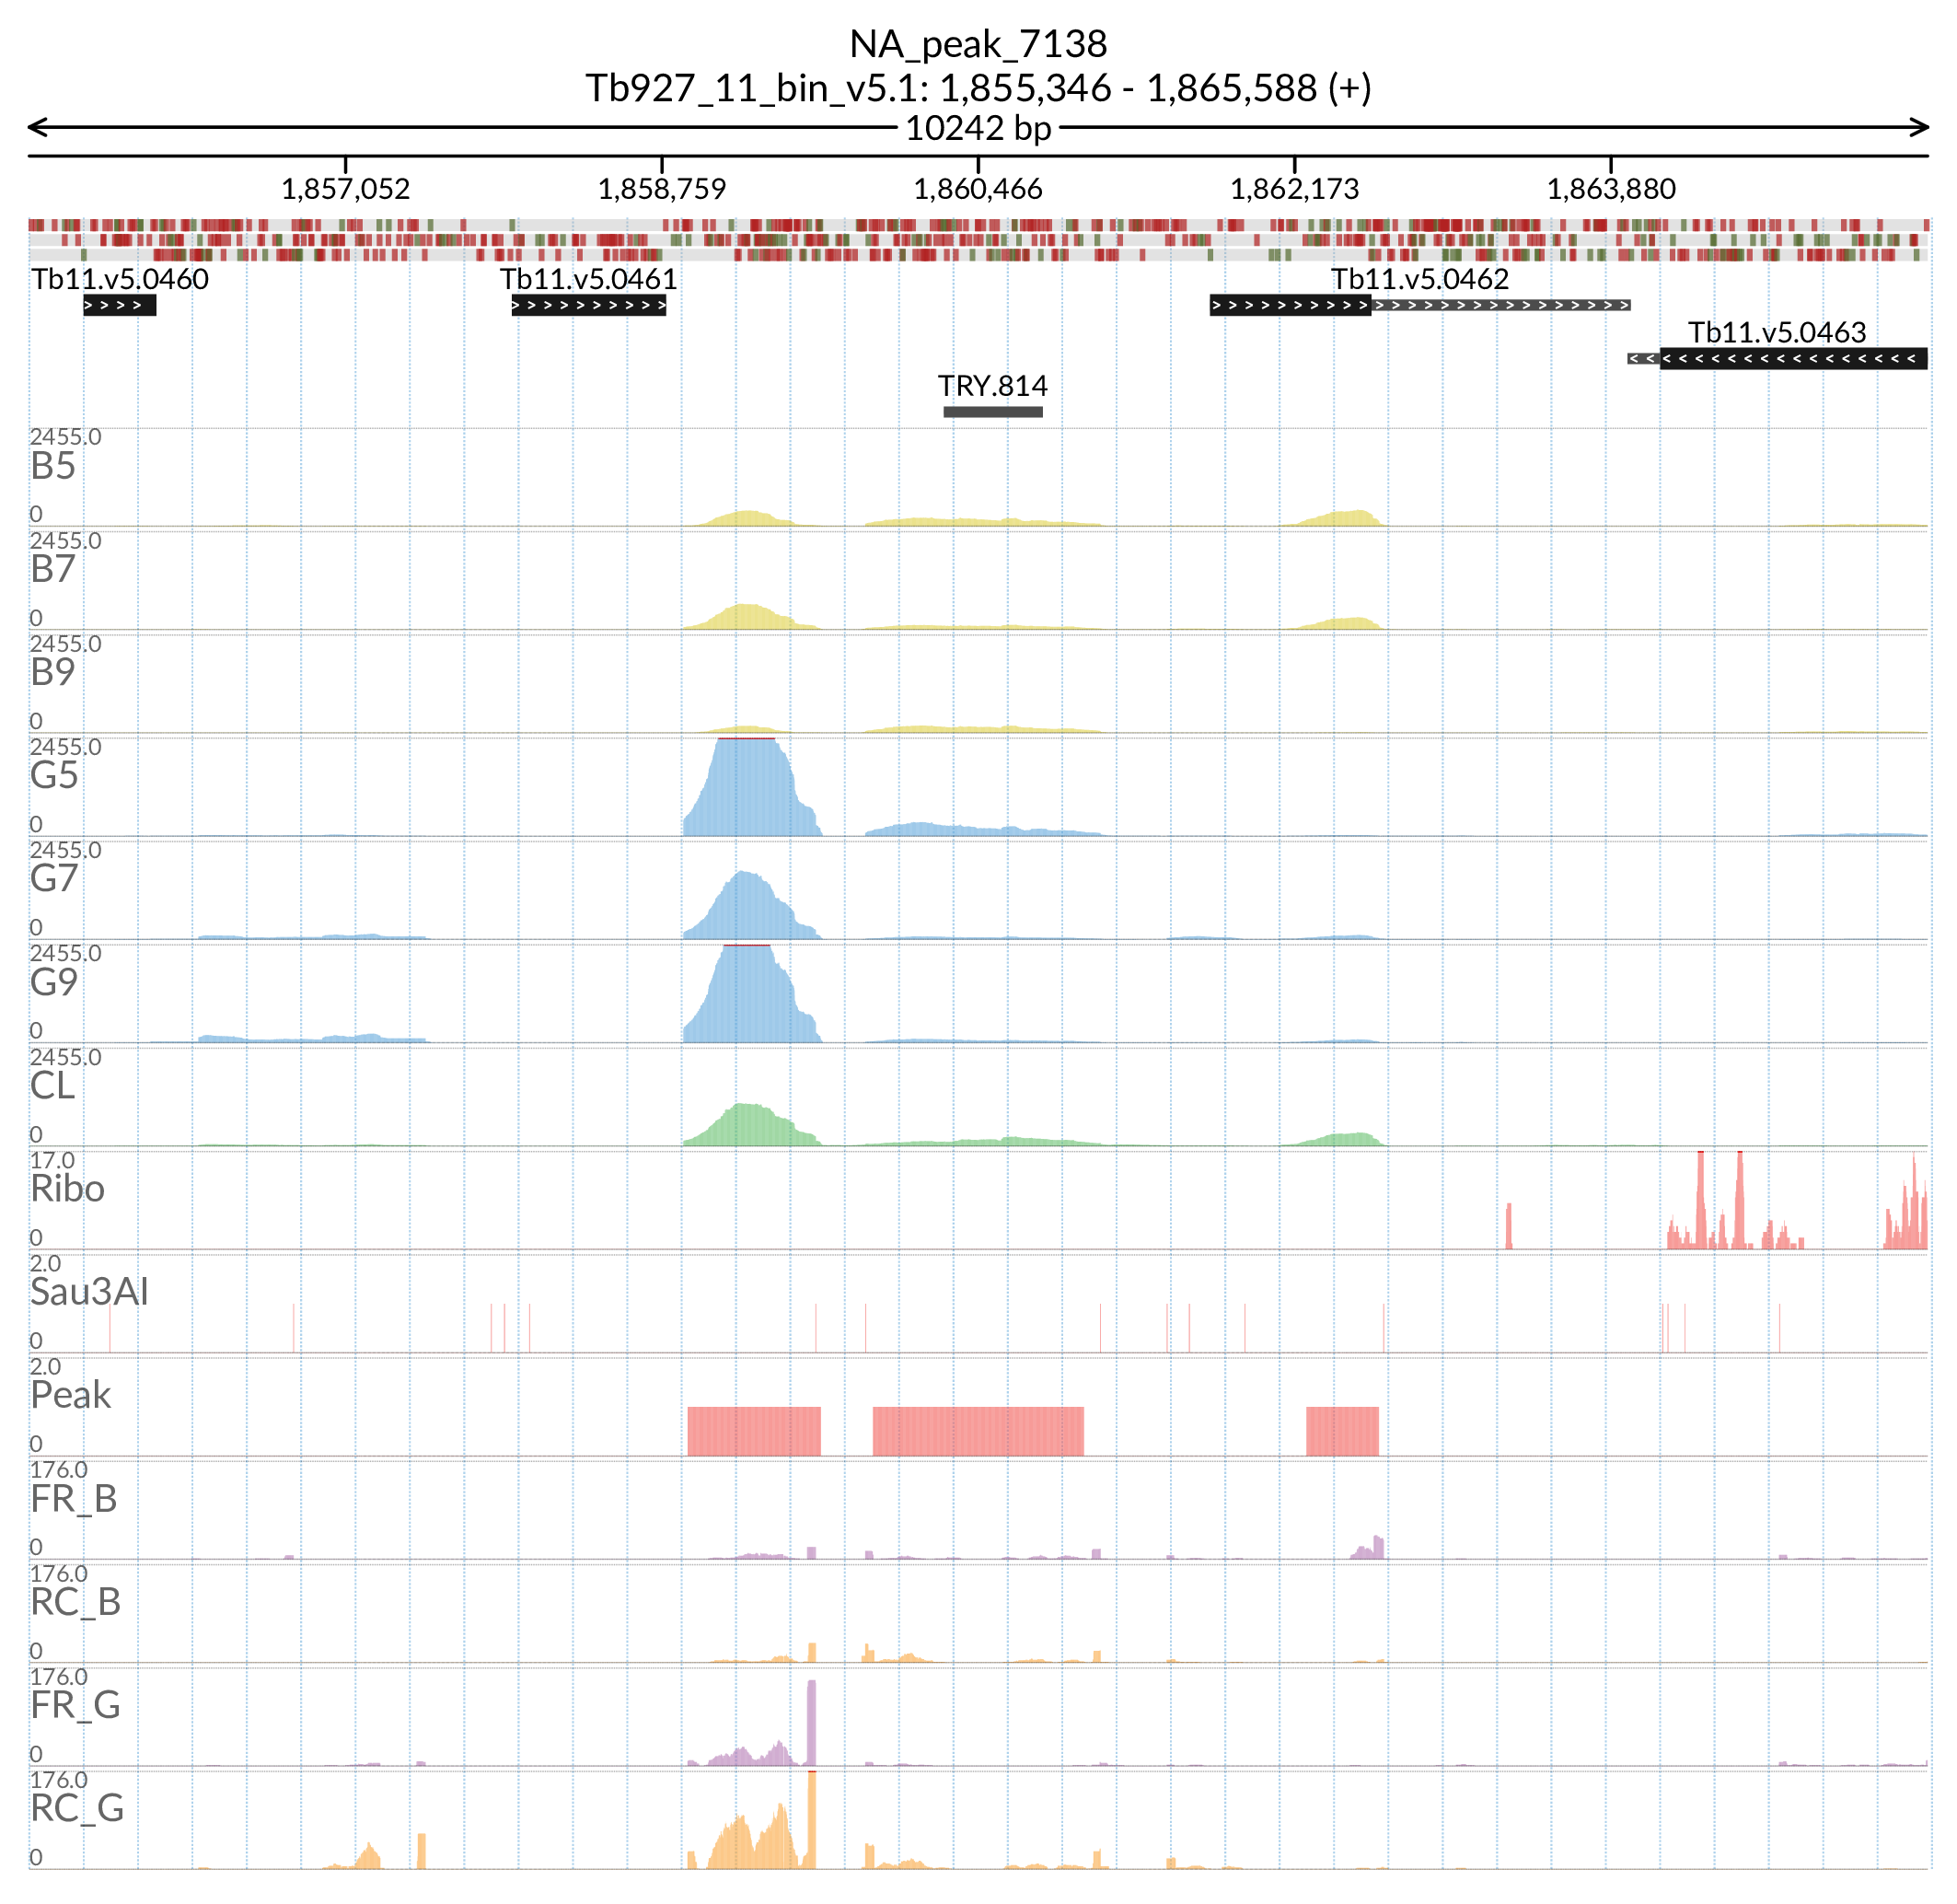 NA_peak_7138
Tb927_11_bin_v5.1: 1,855,346 - 1,865,588 (+)
10242 bp
1,857,052 1,858,759 1,860,466 1,862,173 1,863,880
Tb11.v5.0460 Tb11.v5.0461 Tb11.v5.0462
Tb11.v5.0463
TRY.814
2455.0
B5
0
2455.0
B7
0
2455.0
B9
0
2455.0
G5
0
2455.0
G7
0
2455.0
G9
0
2455.0
CL
0
17.0
Ribo
0
2.0
Sau3AI
0
2.0
Peak
0
176.0
FR_B
0
176.0
RC_B
0
176.0
FR_G
0
176.0
RC_G
0